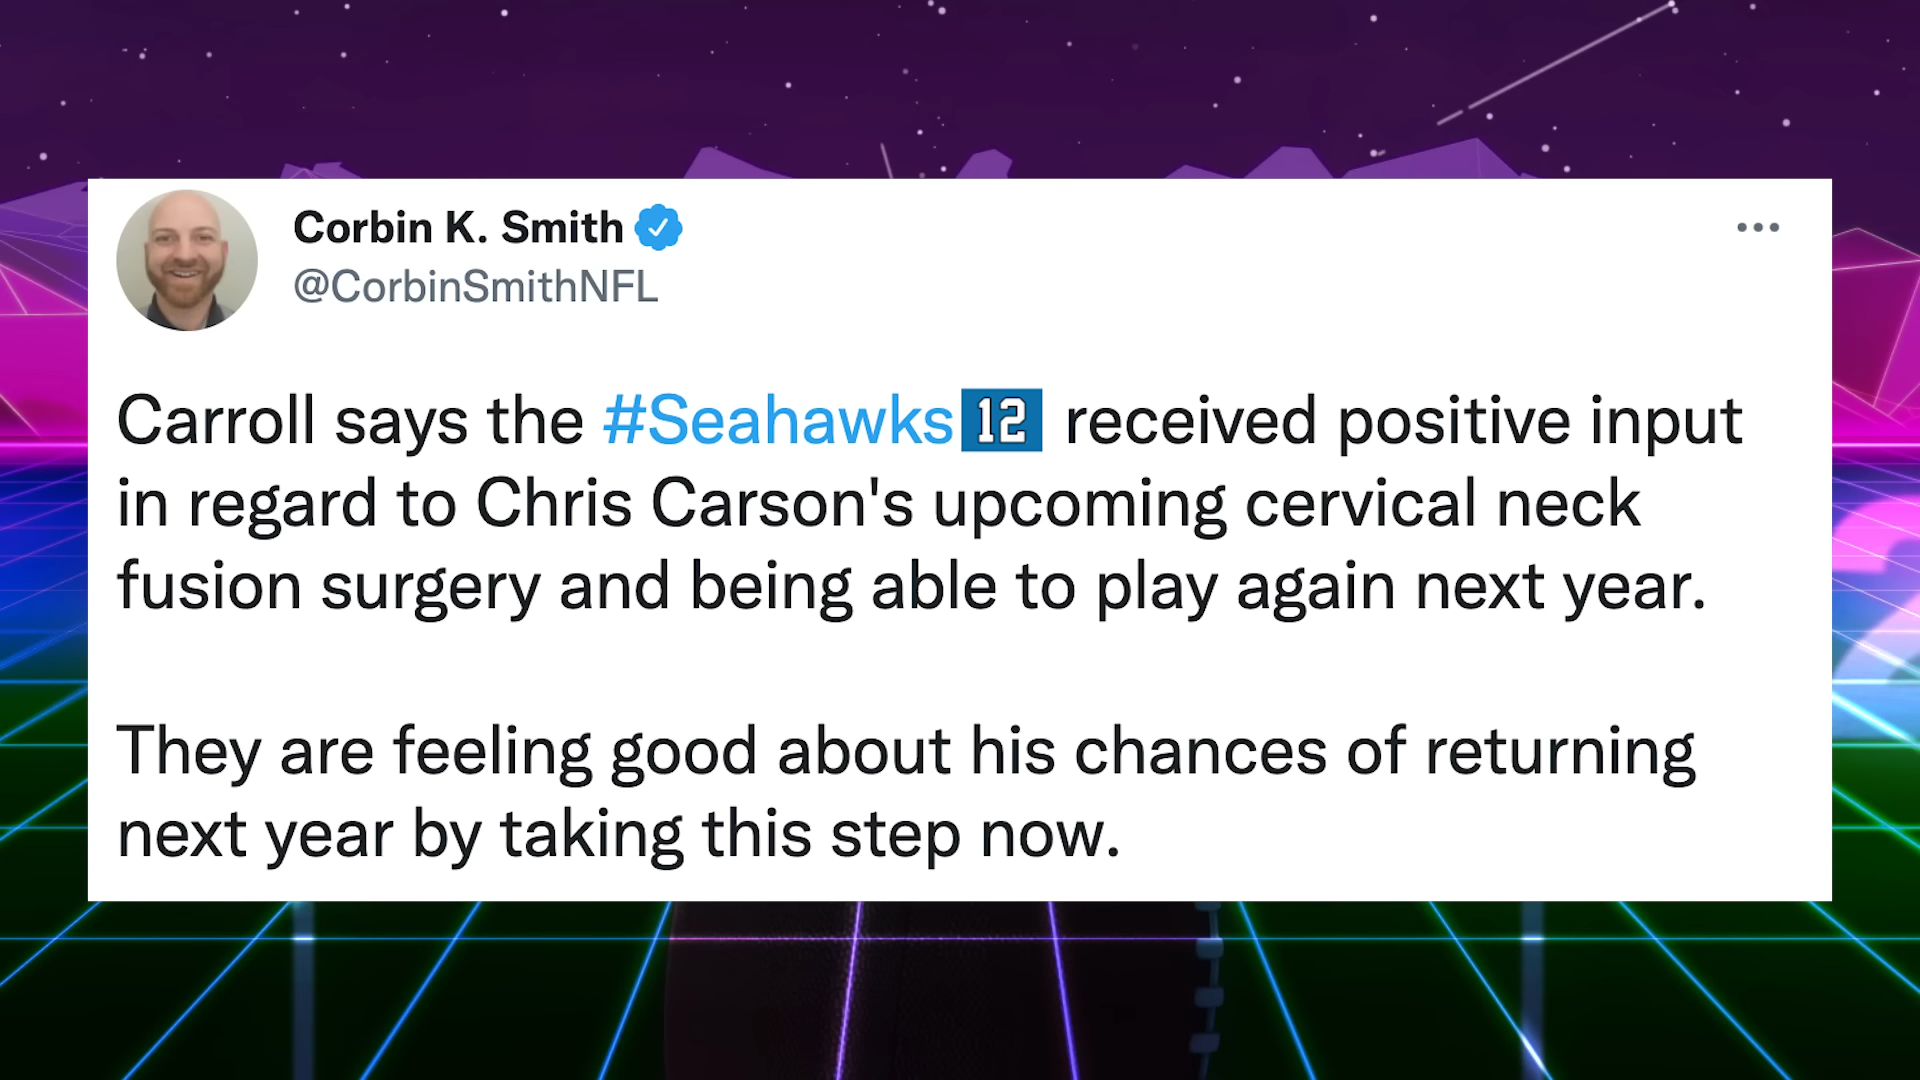 Corbin K. Smith
@CorbinSmithNFL
Carroll says the #Seahawks 12 received positive input
in regard to Chris Carson's upcoming cervical neck
fusion surgery and being able to play again next year.
They are feeling good about his chances of returning
next year by taking this step now.